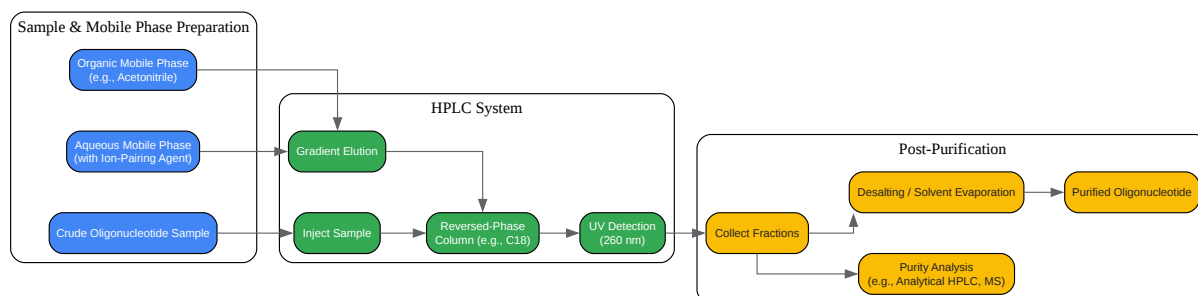 Sample & Mobile Phase Preparation
Organic Mobile Phase
(e.g., Acetonitrile)
Aqueous Mobile Phase
(with Ion-Pairing Agent)
Crude Oligonucleotide Sample
HPLC System
Gradient Elution
Inject Sample
Reversed-Phase
Column (e.g., C18)
UV Detection
(260 nm)
Post-Purification
Collect Fractions
Desalting / Solvent Evaporation
Purified Oligonucleotide
Purity Analysis
(e.g., Analytical HPLC, MS)